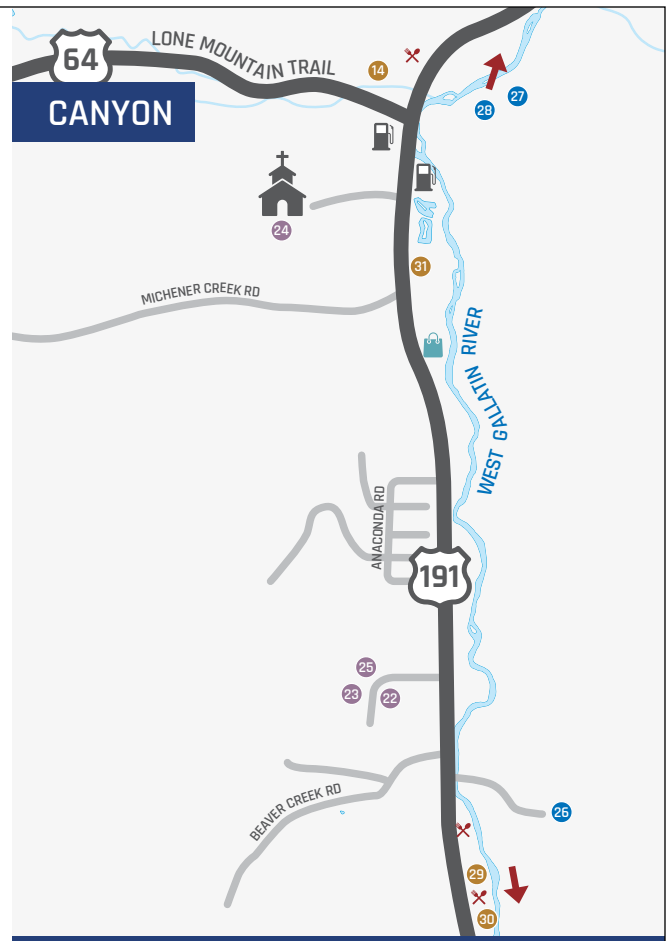 64
LONE MOUNTAIN TRAIL
CANYON
14
27
28
24
31
MICHENER CREEK RD
WEST GALLATIN RIVER
ANACONDA RD
191
25
23
22
BEAVER CREEK RD
26
29
30